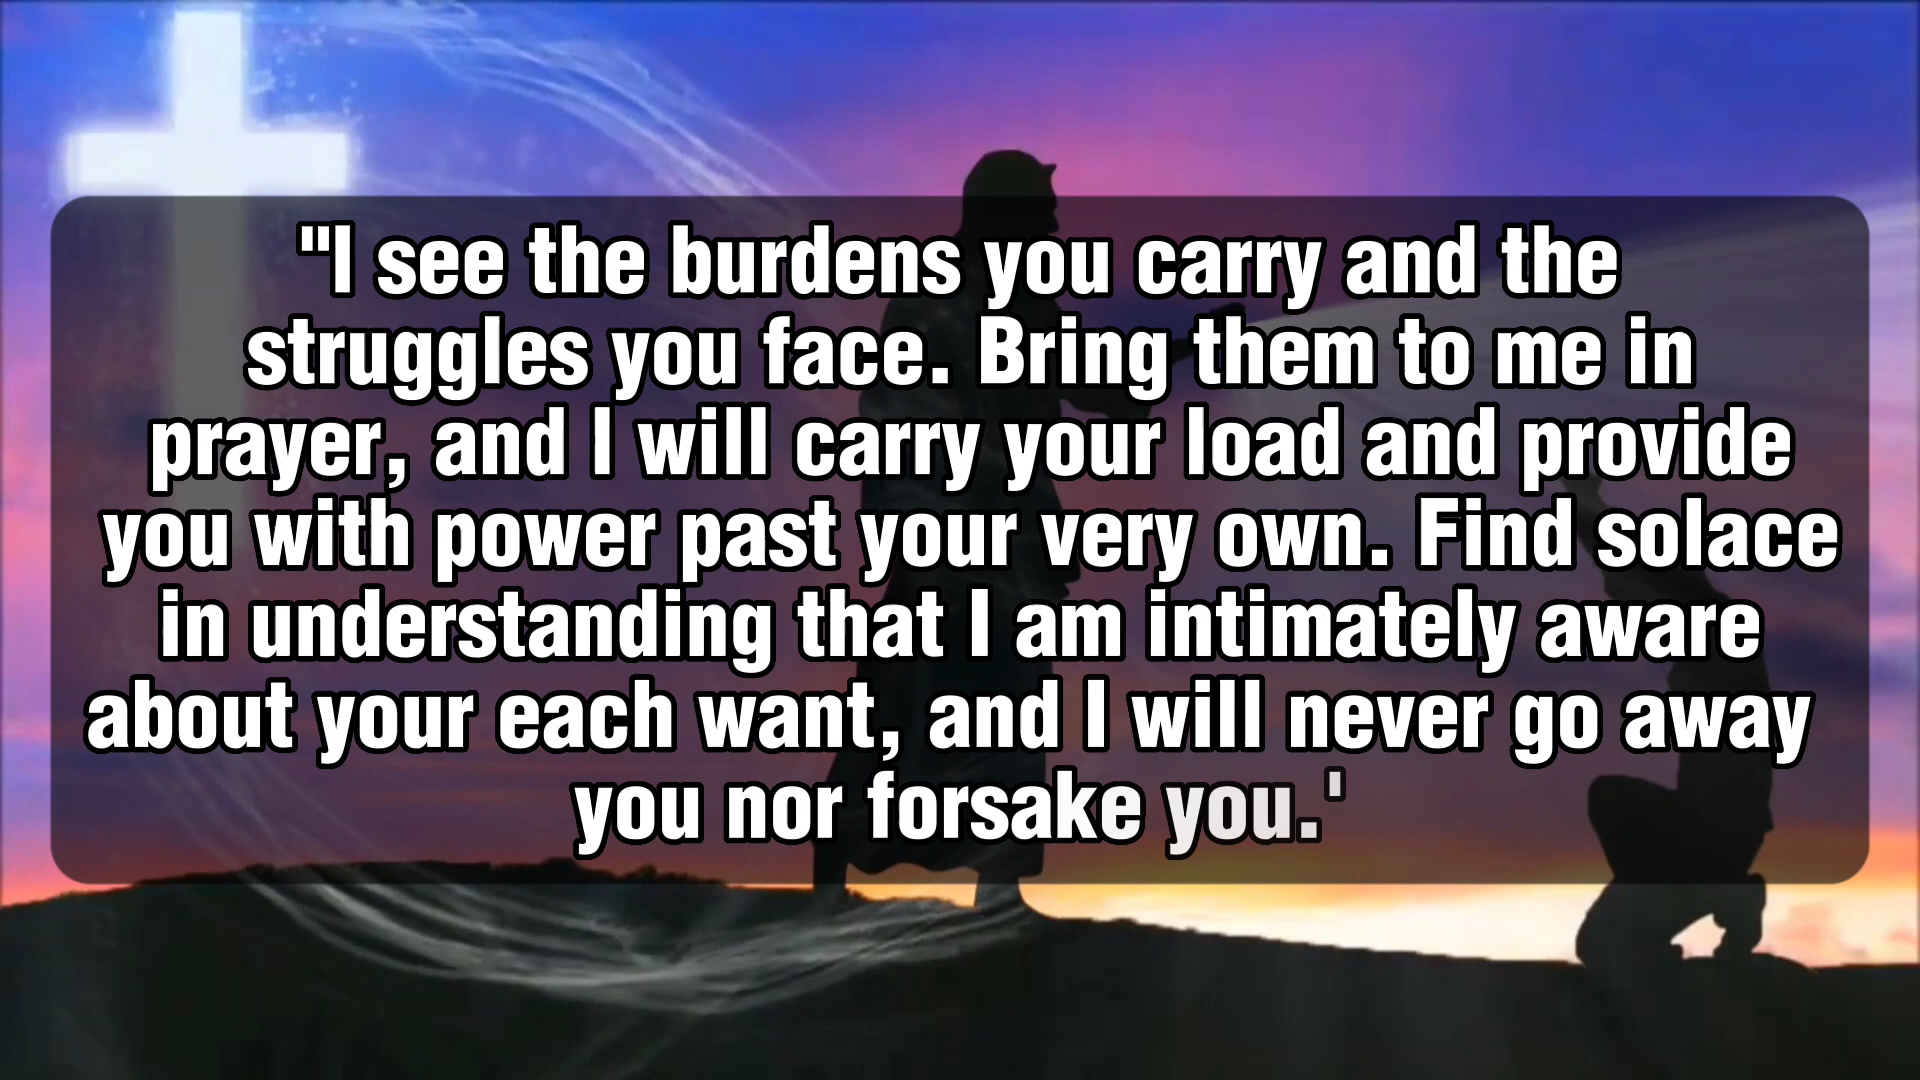 "I see the burdens you carry and the
struggles you face. Bring them to me in
prayer, and I will carry your load and provide
you with power past your very own. Find solace
in understanding that I am intimately aware
about your each want, and I will never go away
you nor forsake you.'